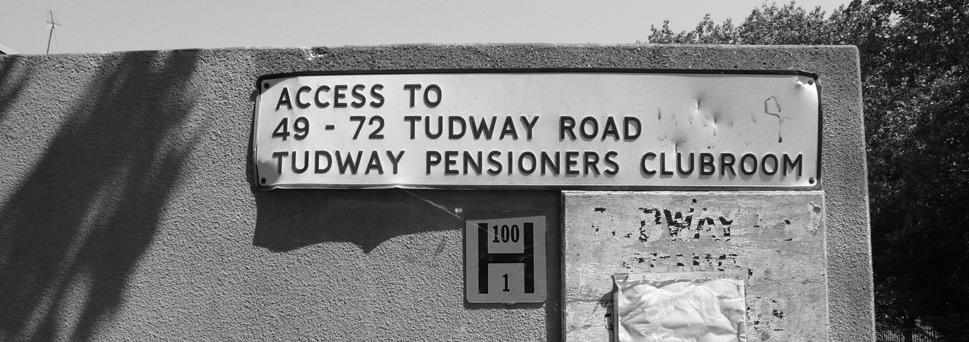 ACCESS TO
49 - 72 TUDWAY ROAD
TUDWAY PENSIONERS CLUBROOM
100
H
1